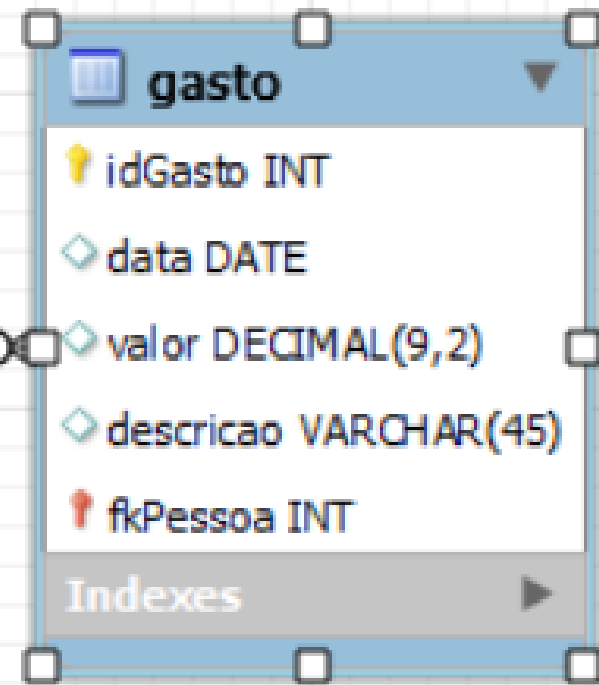 gasto
idGasto INT
data DATE
valor DECIMAL(9,2)
descricao VARCHAR(45)
fkPessoa INT
Indexes